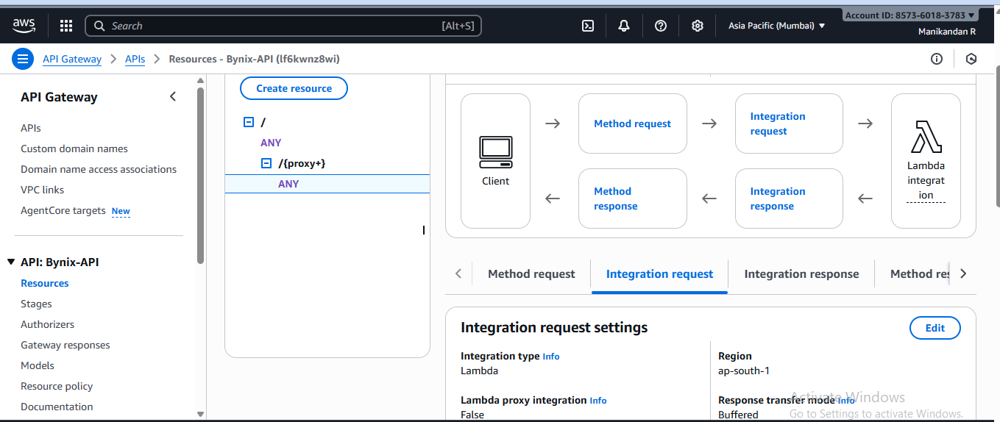 aws
Search
[Alt+S]
Asia Pacific (Mumbai) ▼
Account ID: 8573-6018-3783 ▼
Manikandan R
API Gateway
APIs
Resources - Bynix-API (lf6kwnz8wi)
API Gateway
APIs
Custom domain names
Domain name access associations
VPC links
AgentCore targets New
API: Bynix-API
Resources
Stages
Authorizers
Gateway responses
Models
Resource policy
Documentation
Create resource
/
ANY
/{proxy+}
ANY
Client
Method request
Integration
request
Lambda
integrat
ion
Method
response
Integration
response
Method request
Integration request
Integration response
Method res
Integration request settings
Edit
Integration type Info
Lambda
Region
ap-south-1
Lambda proxy integration Info
False
Response transfer mode Info
Buffered
Activate Windows
Go to Settings to activate Windows.